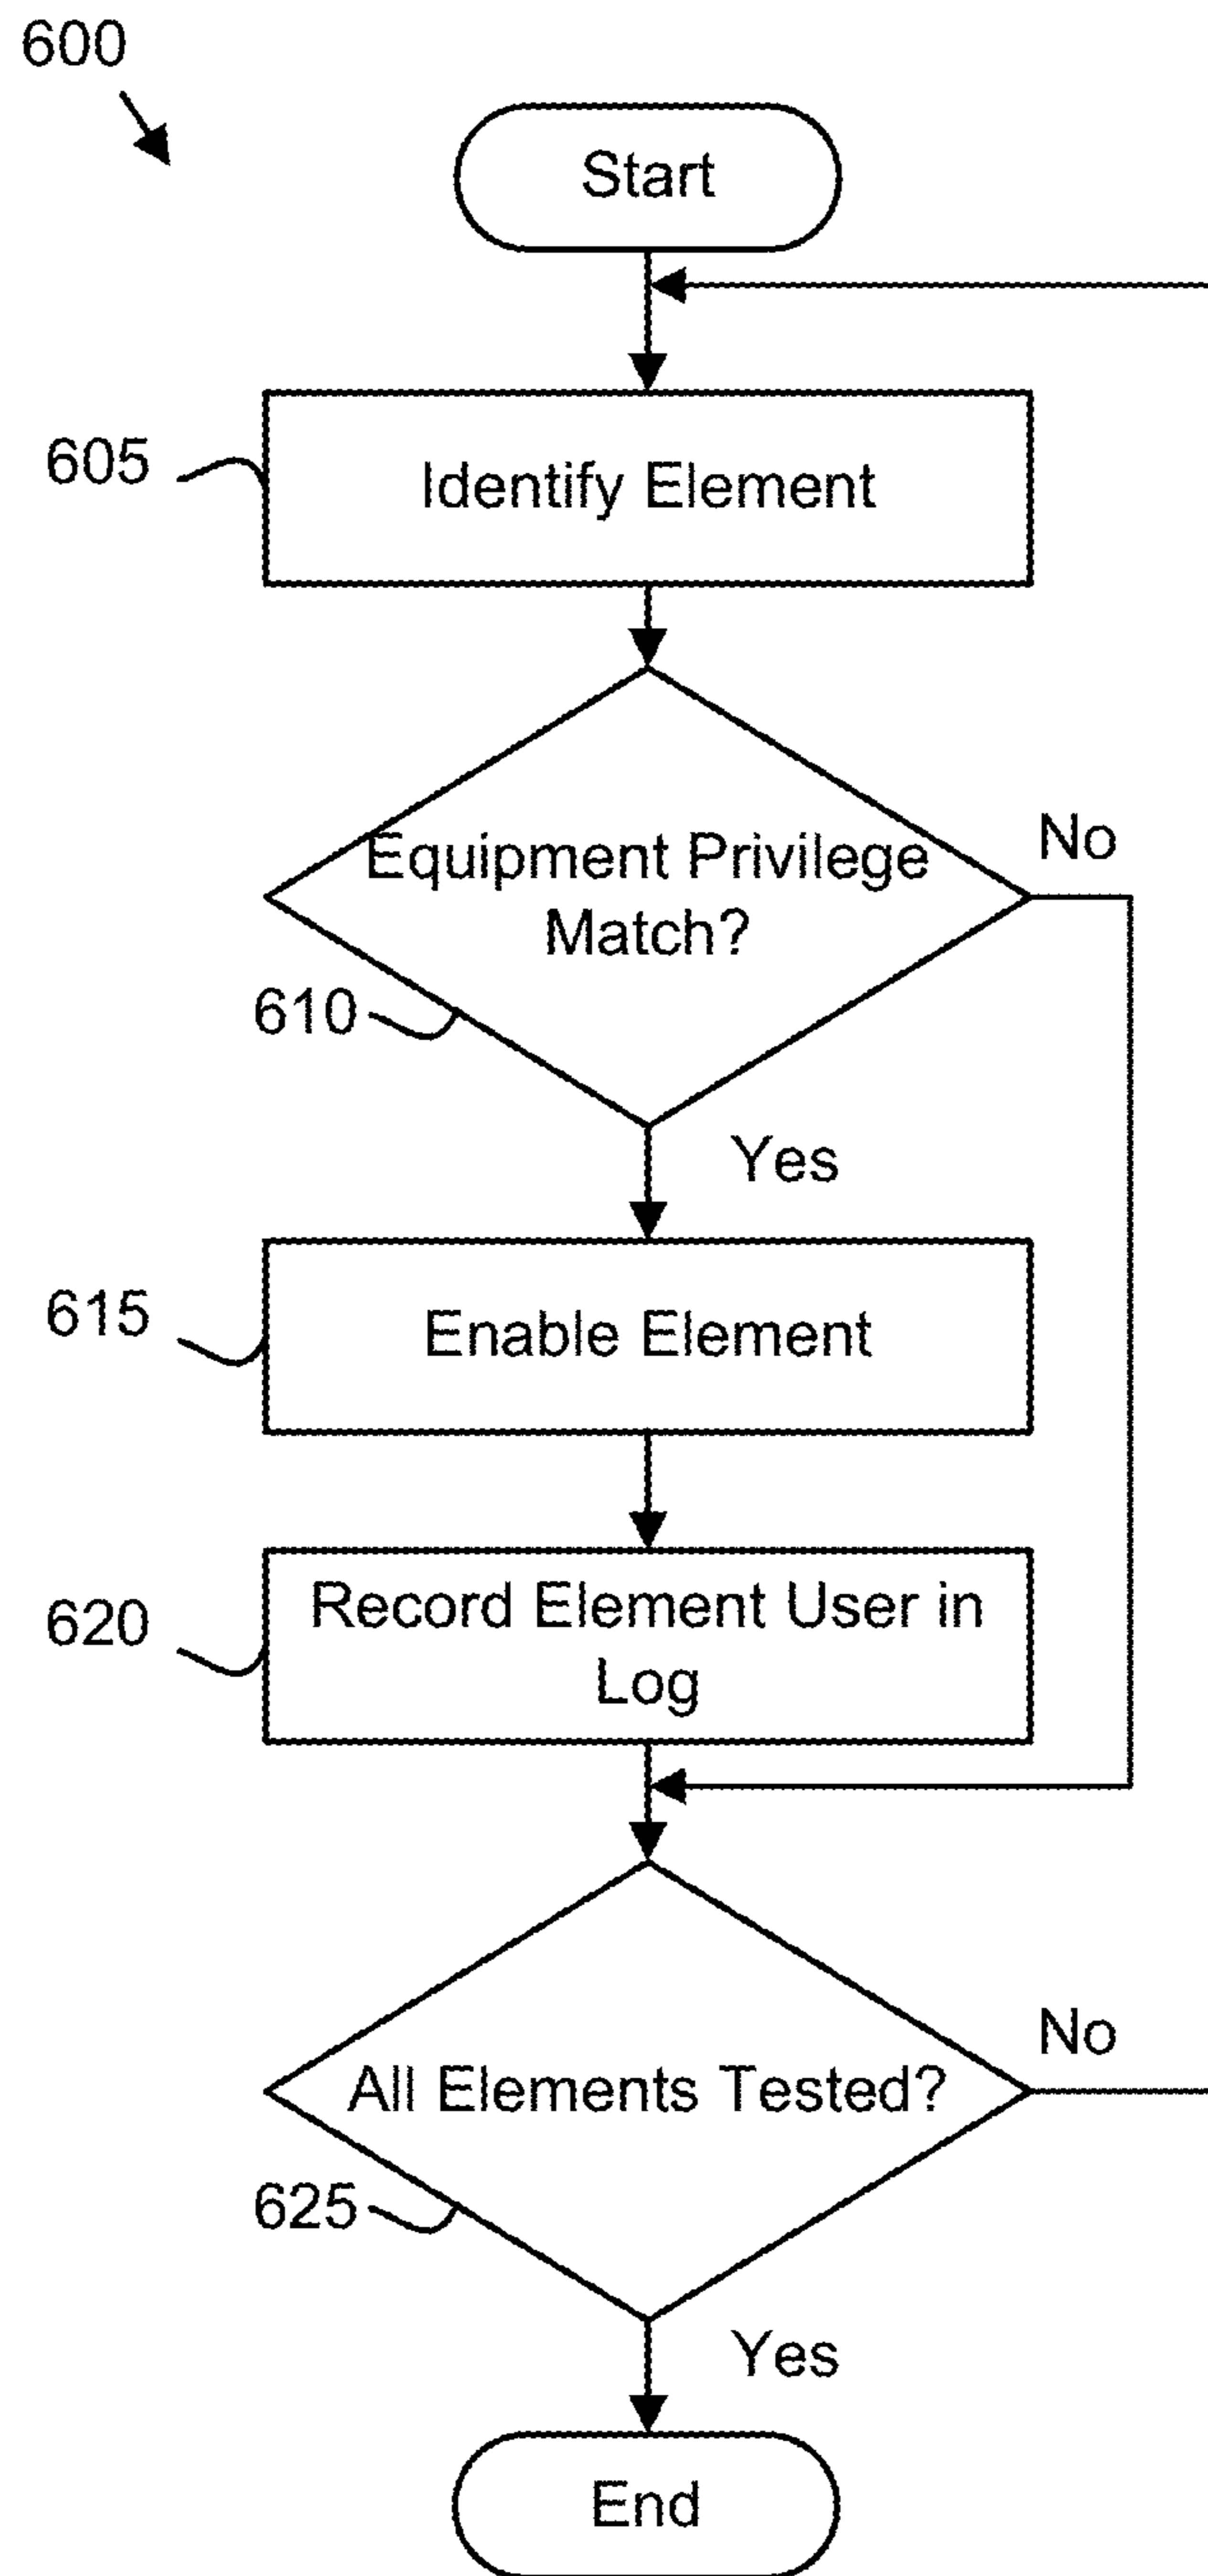 600
Start
605
Identify Element
Equipment Privilege
Match?
No
610
Yes
615
Enable Element
620
Record Element User in
Log
No
All Elements Tested?
625
Yes
End